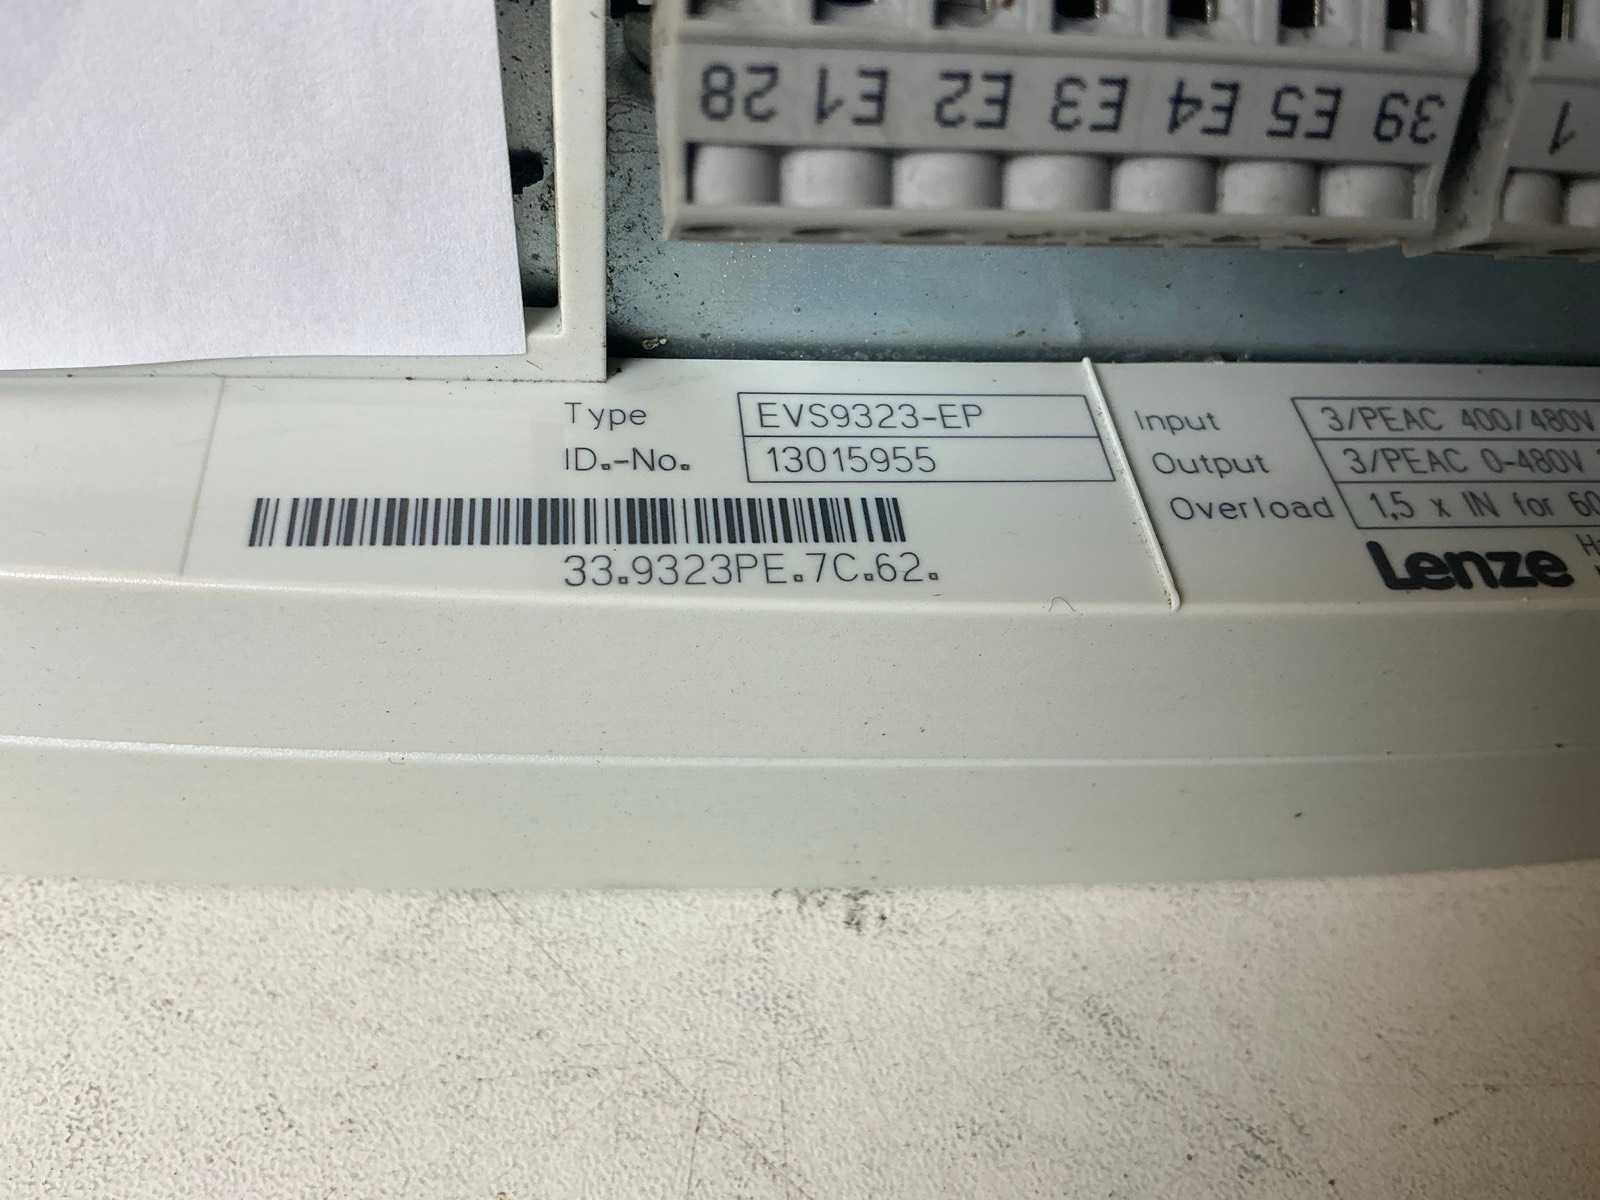 28 E1 E2 E3 E4 E5 39
1
Type EVS9323-EP
ID.-No. 13015955
33.9323PE.7C.62.
Input 3/PEAC 400/480V
Output 3/PEAC 0-480V
Overload 1,5 x IN for 60
Lenze